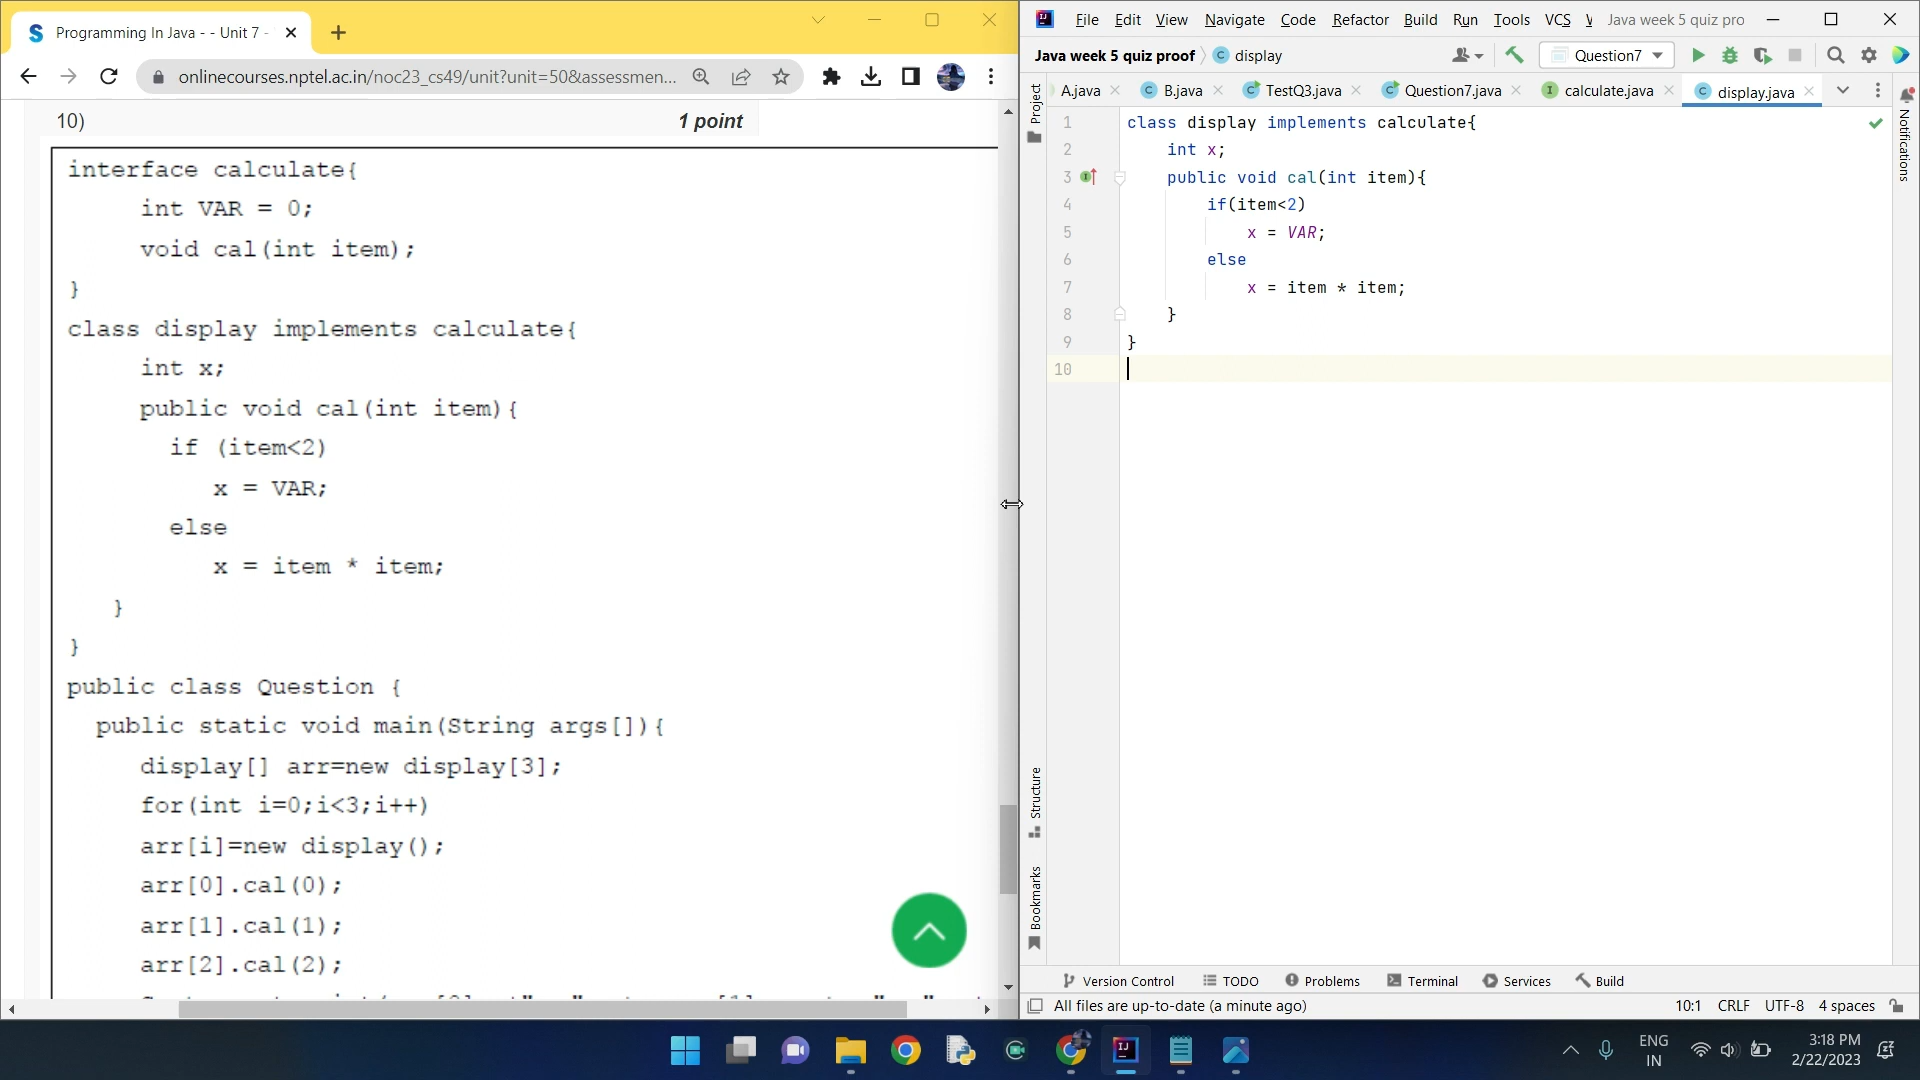 Programming In Java - - Unit 7 -
onlinecourses.nptel.ac.in/noc23_cs49/unit?unit=50&assessmen...
10)
1 point
interface calculate{
int VAR = 0;
void cal(int item);
}
class display implements calculate{
int x;
public void cal(int item){
if (item<2)
x = VAR;
else
x = item * item;
}
}
public class Question {
public static void main(String args[]){
display[] arr=new display[3];
for(int i=0;i<3;i++)
arr[i]=new display();
arr[0].cal(0);
arr[1].cal(1);
arr[2].cal(2);
File Edit View Navigate Code Refactor Build Run Tools VCS Java week 5 quiz pro
Java week 5 quiz proof display
Question7
A.java B.java TestQ3.java Question7.java calculate.java display.java
Project
Notifications
1 class display implements calculate{
2 int x;
3 public void cal(int item){
4 if(item<2)
5 x = VAR;
6 else
7 x = item * item;
8 }
9 }
10
Structure
Bookmarks
Version Control TODO Problems Terminal Services Build
All files are up-to-date (a minute ago)
10:1 CRLF UTF-8 4 spaces
ENG
IN
3:18 PM
2/22/2023